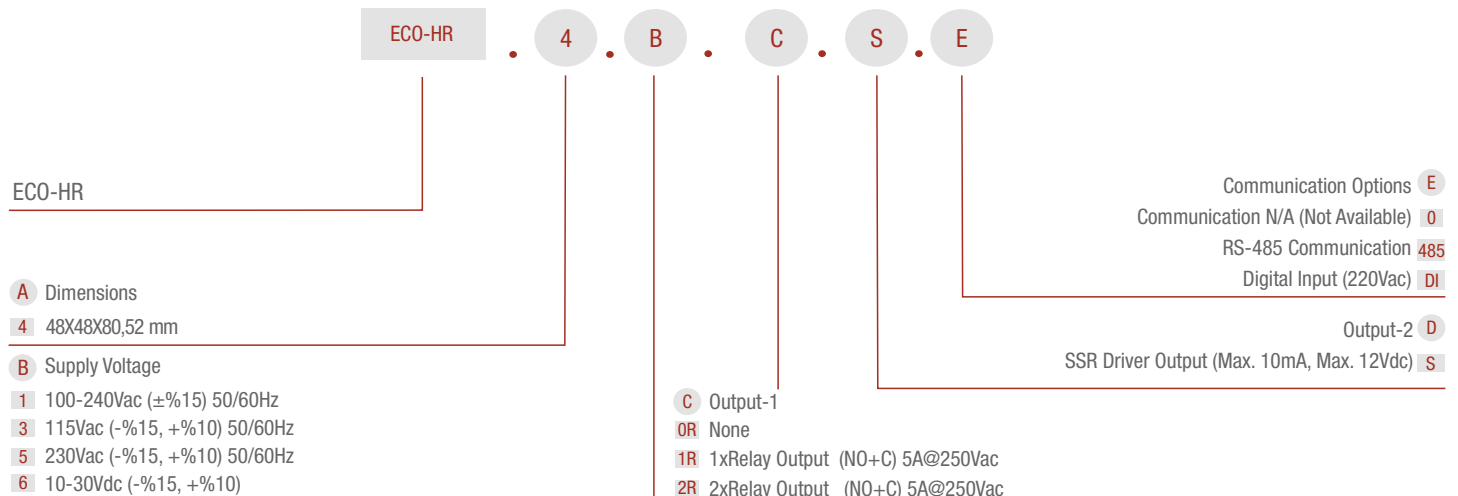 ECO-HR . 4 . B . C . S . E
ECO-HR
A Dimensions
4 48X48X80,52 mm
B Supply Voltage
1 100-240Vac (±%15) 50/60Hz
3 115Vac (-%15, +%10) 50/60Hz
5 230Vac (-%15, +%10) 50/60Hz
6 10-30Vdc (-%15, +%10)
C Output-1
0R None
1R 1xRelay Output (NO+C) 5A@250Vac
2R 2xRelay Output (NO+C) 5A@250Vac
Communication Options E
Communication N/A (Not Available) 0
RS-485 Communication 485
Digital Input (220Vac) DI
Output-2 D
SSR Driver Output (Max. 10mA, Max. 12Vdc) S